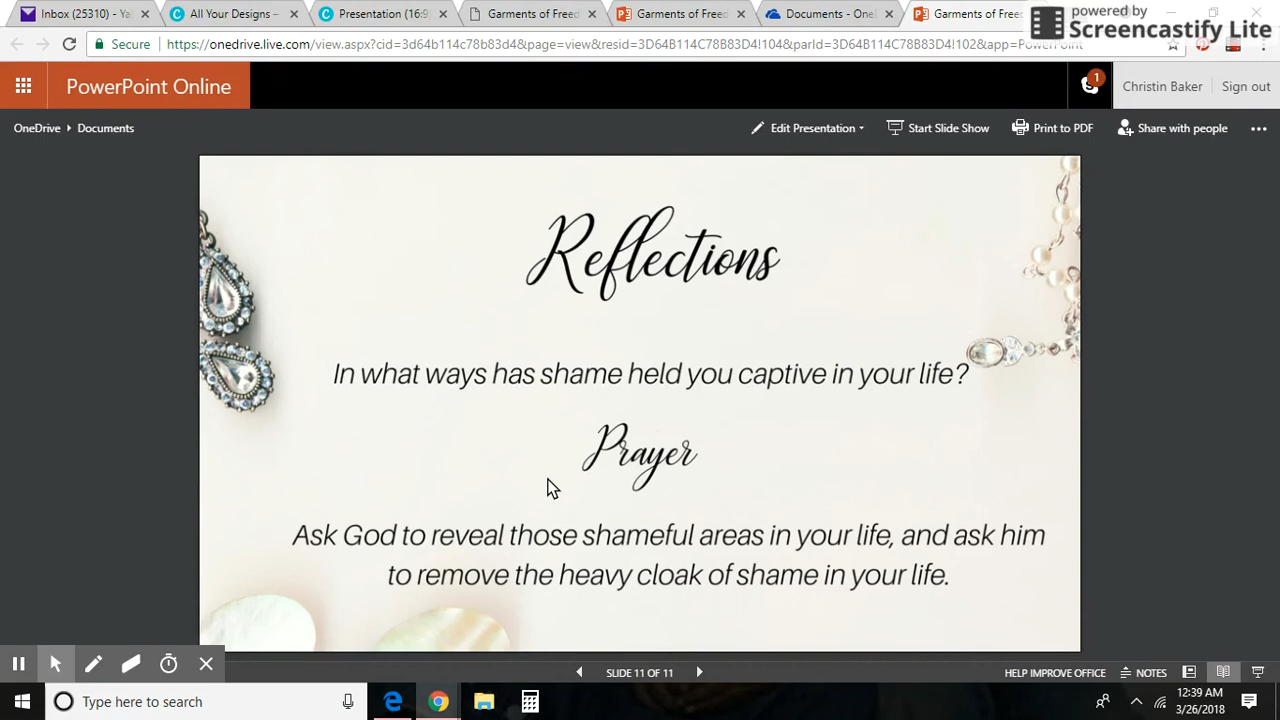 Inbox (25310) - Ya
All Your Designs –
Presentation (16:9
Garments of Freed
Garments of Freed
Documents - One
Garments of Freed
powered by
Screencastify Lite
Secure
https://onedrive.live.com/view.aspx?cid=3d64b114c78b83d4&page=view&resid=3D64B114C78B83D4!104&parId=3D64B114C78B83D4!102&app=PowerPoint
PowerPoint Online
1
Christin Baker
Sign out
OneDrive
Documents
Edit Presentation
Start Slide Show
Print to PDF
Share with people
Reflections
In what ways has shame held you captive in your life?
Prayer
Ask God to reveal those shameful areas in your life, and ask him
to remove the heavy cloak of shame in your life.
SLIDE 11 OF 11
HELP IMPROVE OFFICE
NOTES
Type here to search
12:39 AM
3/26/2018